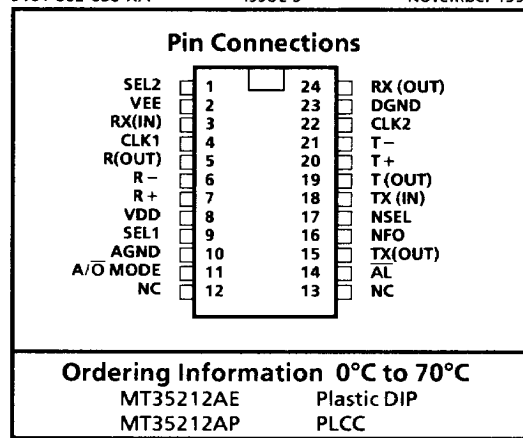 ISSUE 3
November 199
Pin Connections
SEL2 1 24 RX (OUT)
VEE 2 23 DGND
RX(IN) 3 22 CLK2
CLK1 4 21 T−
R(OUT) 5 20 T+
R− 6 19 T (OUT)
R+ 7 18 TX (IN)
VDD 8 17 NSEL
SEL1 9 16 NFO
AGND 10 15 TX(OUT)
A/O̅ MODE 11 14 A̅L̅
NC 12 13 NC
Ordering Information 0°C to 70°C
MT35212AE Plastic DIP
MT35212AP PLCC